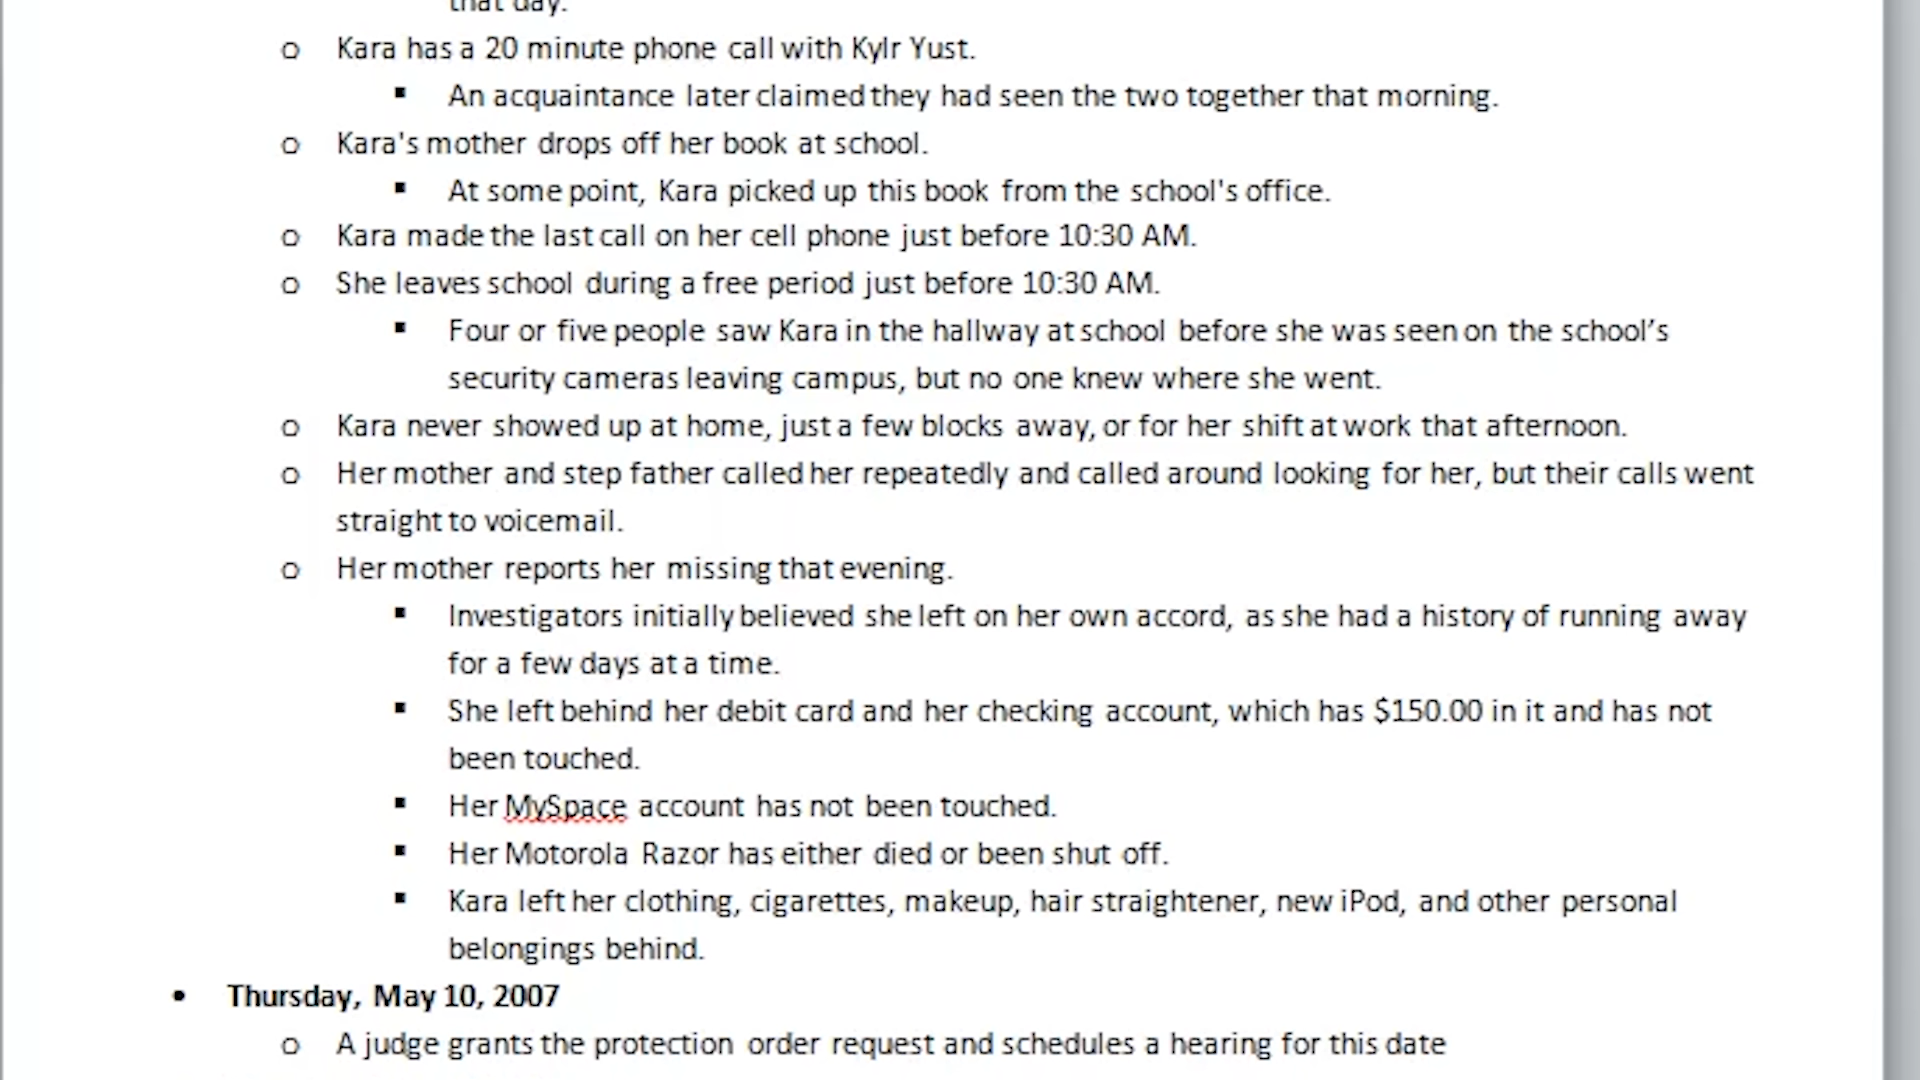 that day.
o Kara has a 20 minute phone call with Kylr Yust.
▪ An acquaintance later claimed they had seen the two together that morning.
o Kara's mother drops off her book at school.
▪ At some point, Kara picked up this book from the school's office.
o Kara made the last call on her cell phone just before 10:30 AM.
o She leaves school during a free period just before 10:30 AM.
▪ Four or five people saw Kara in the hallway at school before she was seen on the school’s
security cameras leaving campus, but no one knew where she went.
o Kara never showed up at home, just a few blocks away, or for her shift at work that afternoon.
o Her mother and step father called her repeatedly and called around looking for her, but their calls went
straight to voicemail.
o Her mother reports her missing that evening.
▪ Investigators initially believed she left on her own accord, as she had a history of running away
for a few days at a time.
▪ She left behind her debit card and her checking account, which has $150.00 in it and has not
been touched.
▪ Her MySpace account has not been touched.
▪ Her Motorola Razor has either died or been shut off.
▪ Kara left her clothing, cigarettes, makeup, hair straightener, new iPod, and other personal
belongings behind.
• Thursday, May 10, 2007
o A judge grants the protection order request and schedules a hearing for this date